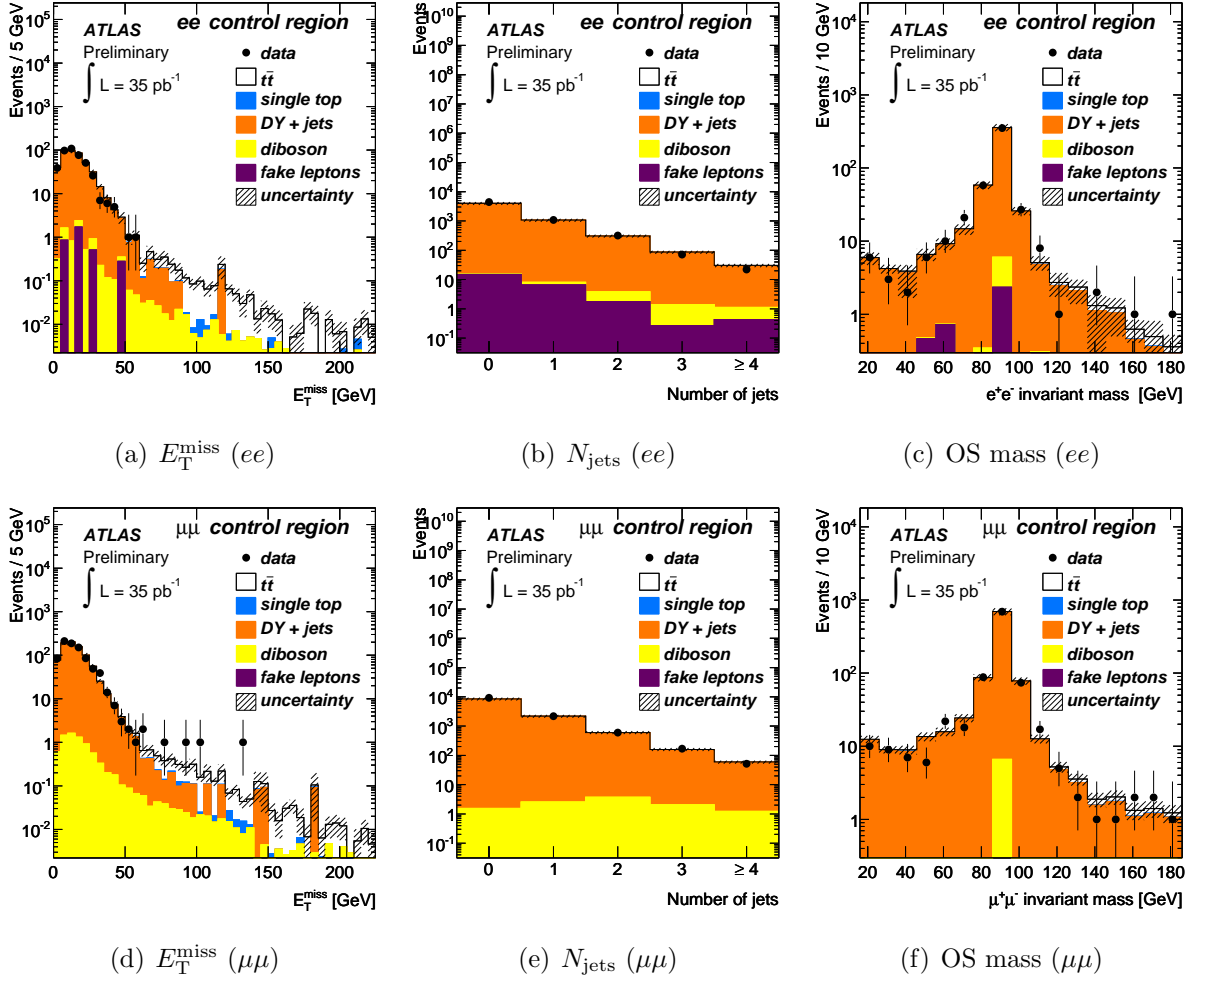 ee control region
ATLAS
Preliminary
∫ L = 35 pb⁻¹
data
tt̄
single top
DY + jets
diboson
fake leptons
uncertainty
Events / 5 GeV
10⁵
10⁴
10³
10²
10
1
10⁻¹
10⁻²
0 50 100 150 200
E_T^miss [GeV]
(a) E_T^miss (ee)
ee control region
ATLAS
Preliminary
∫ L = 35 pb⁻¹
data
tt̄
single top
DY + jets
diboson
fake leptons
uncertainty
Events
10¹⁰
10⁹
10⁸
10⁷
10⁶
10⁵
10⁴
10³
10²
10
1
10⁻¹
0 1 2 3 ≥ 4
Number of jets
(b) N_jets (ee)
ee control region
ATLAS
Preliminary
∫ L = 35 pb⁻¹
data
tt̄
single top
DY + jets
diboson
fake leptons
uncertainty
Events / 10 GeV
10⁴
10³
10²
10
1
20 40 60 80 100 120 140 160 180
e⁺e⁻ invariant mass [GeV]
(c) OS mass (ee)
μμ control region
ATLAS
Preliminary
∫ L = 35 pb⁻¹
data
tt̄
single top
DY + jets
diboson
fake leptons
uncertainty
Events / 5 GeV
10⁵
10⁴
10³
10²
10
1
10⁻¹
10⁻²
0 50 100 150 200
E_T^miss [GeV]
(d) E_T^miss (μμ)
μμ control region
ATLAS
Preliminary
∫ L = 35 pb⁻¹
data
tt̄
single top
DY + jets
diboson
fake leptons
uncertainty
Events
10¹⁰
10⁹
10⁸
10⁷
10⁶
10⁵
10⁴
10³
10²
10
1
10⁻¹
0 1 2 3 ≥ 4
Number of jets
(e) N_jets (μμ)
μμ control region
ATLAS
Preliminary
∫ L = 35 pb⁻¹
data
tt̄
single top
DY + jets
diboson
fake leptons
uncertainty
Events / 10 GeV
10⁴
10³
10²
10
1
20 40 60 80 100 120 140 160 180
μ⁺μ⁻ invariant mass [GeV]
(f) OS mass (μμ)